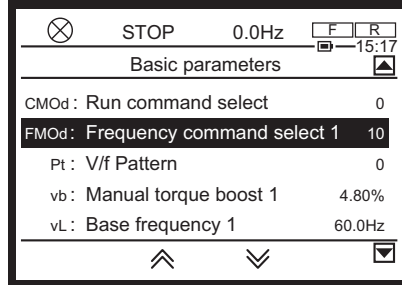 STOP 0.0Hz F R
15:17
Basic parameters
CMOd : Run command select 0
FMOd : Frequency command select 1 10
Pt : V/f Pattern 0
vb : Manual torque boost 1 4.80%
vL : Base frequency 1 60.0Hz